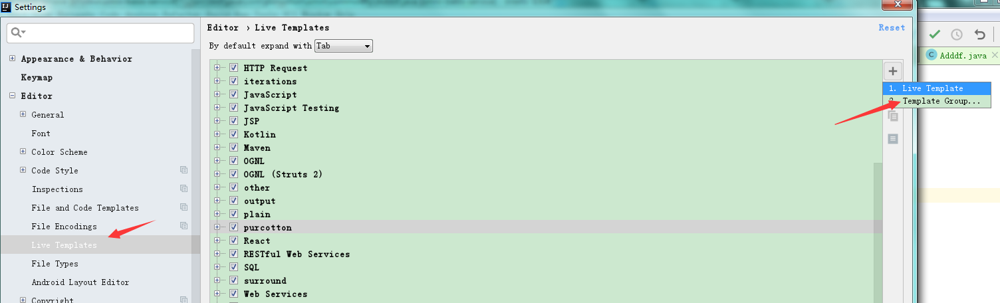 Settings
Editor › Live Templates
Reset
By default expand with Tab
Appearance & Behavior
Keymap
Editor
General
Font
Color Scheme
Code Style
Inspections
File and Code Templates
File Encodings
Live Templates
File Types
Android Layout Editor
Copyright
HTTP Request
iterations
JavaScript
JavaScript Testing
JSP
Kotlin
Maven
OGNL
OGNL (Struts 2)
other
output
plain
purcotton
React
RESTful Web Services
SQL
surround
Web Services
1. Live Template
2. Template Group...
C Adddf.java